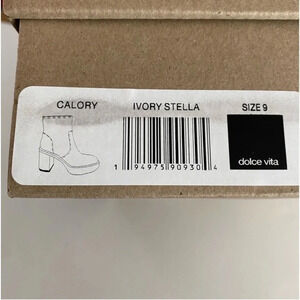 CALORY IVORY STELLA SIZE 9
dolce vita
1 94975 90930 4